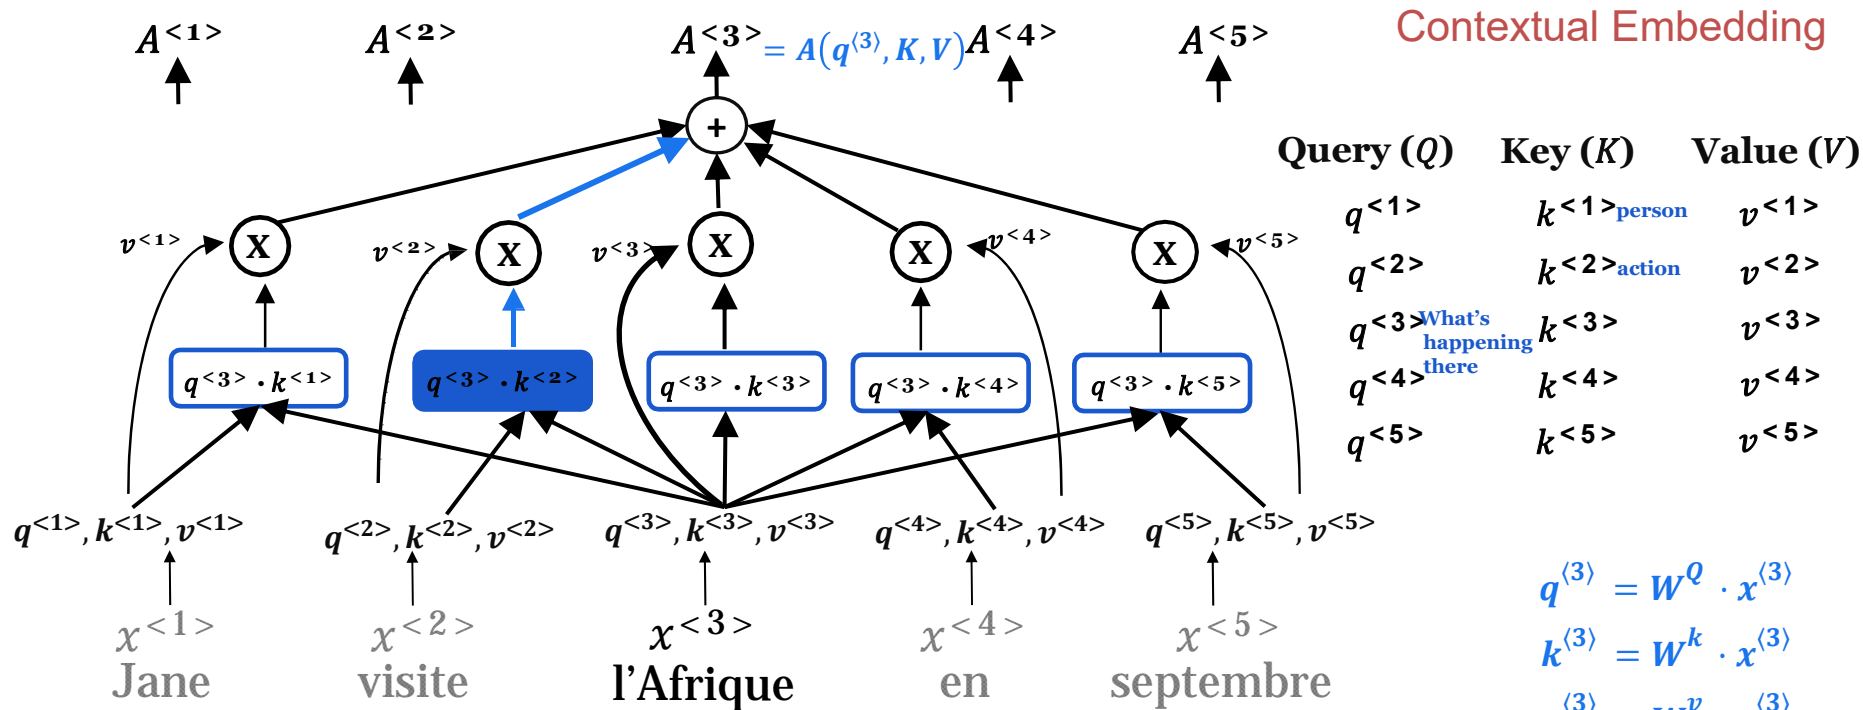 Contextual Embedding
A<1> A<2> A<3> = A(q⟨3⟩, K, V) A<4> A<5>
+
Query (Q) Key (K) Value (V)
q<1> k<1> person v<1>
q<2> k<2> action v<2>
q<3> What's happening there k<3> v<3>
q<4> k<4> v<4>
q<5> k<5> v<5>
v<1> X v<2> X v<3> X X v<4> X v<5>
q<3> · k<1> q<3> · k<2> q<3> · k<3> q<3> · k<4> q<3> · k<5>
q<1>, k<1>, v<1> q<2>, k<2>, v<2> q<3>, k<3>, v<3> q<4>, k<4>, v<4> q<5>, k<5>, v<5>
x<1> x<2> x<3> x<4> x<5>
Jane visite l'Afrique en septembre
q⟨3⟩ = W^Q · x⟨3⟩
k⟨3⟩ = W^k · x⟨3⟩